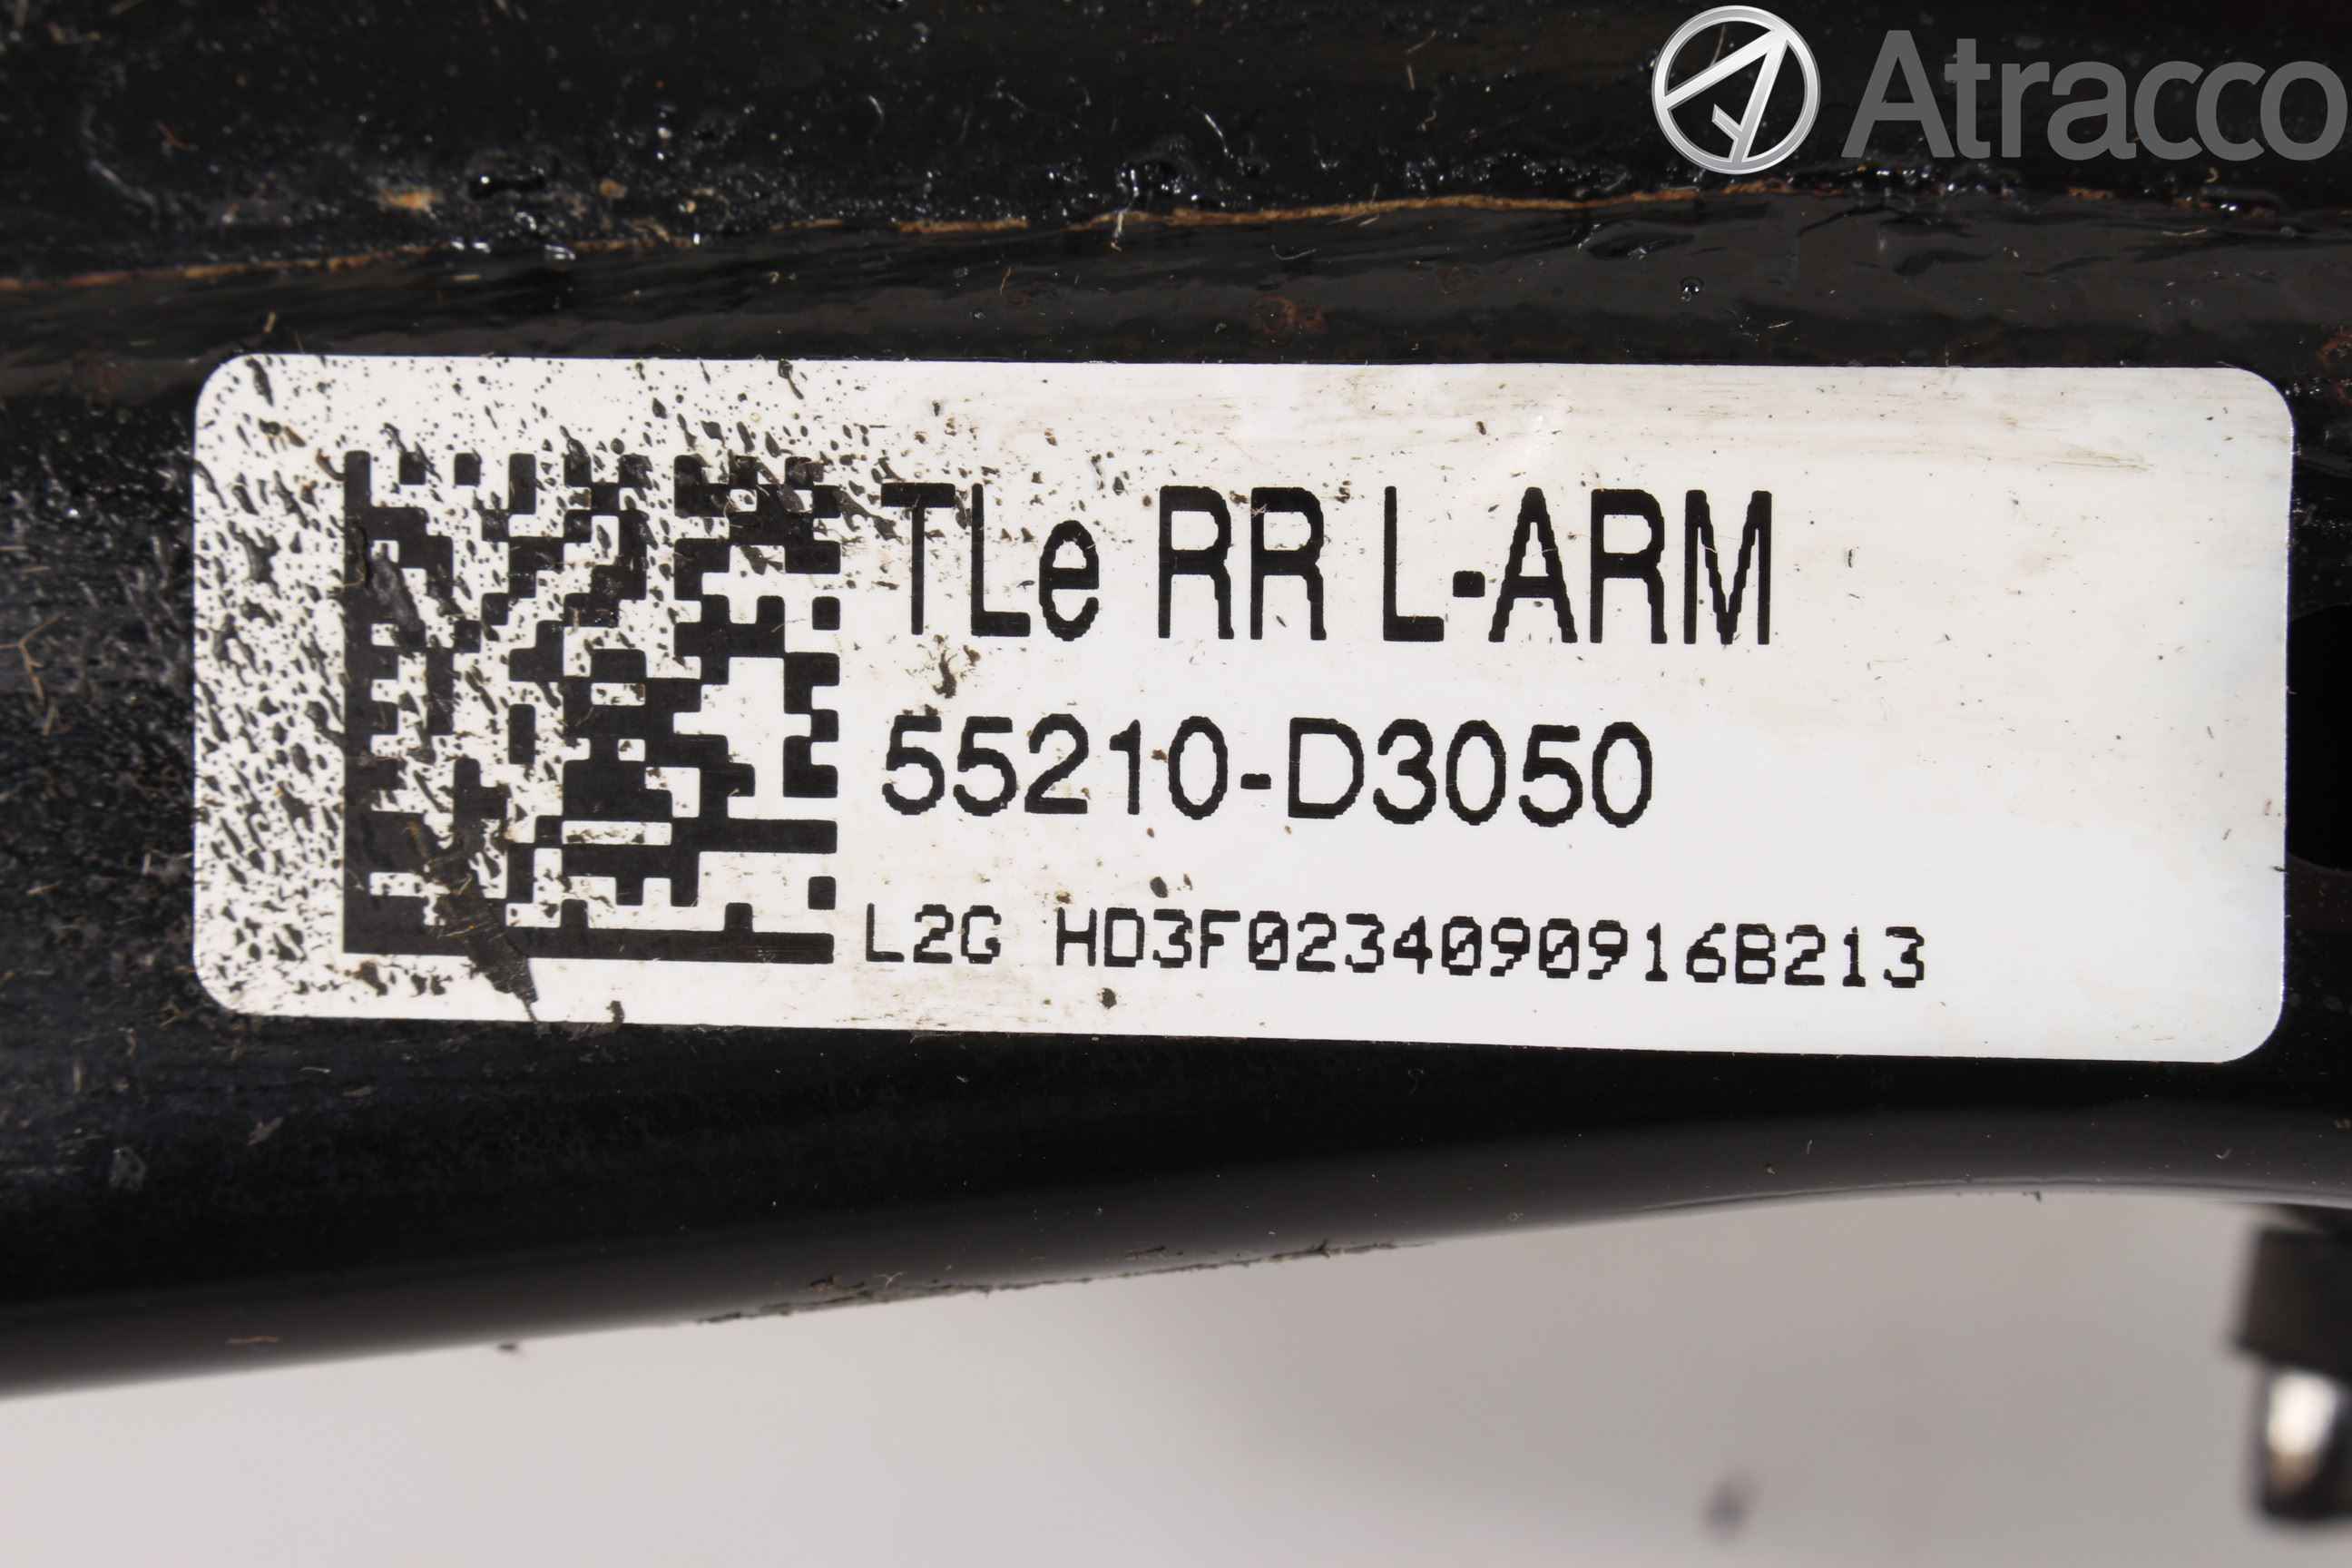 Atracco
TLe RR L-ARM
55210-D3050
L2G HD3F0234090916B213